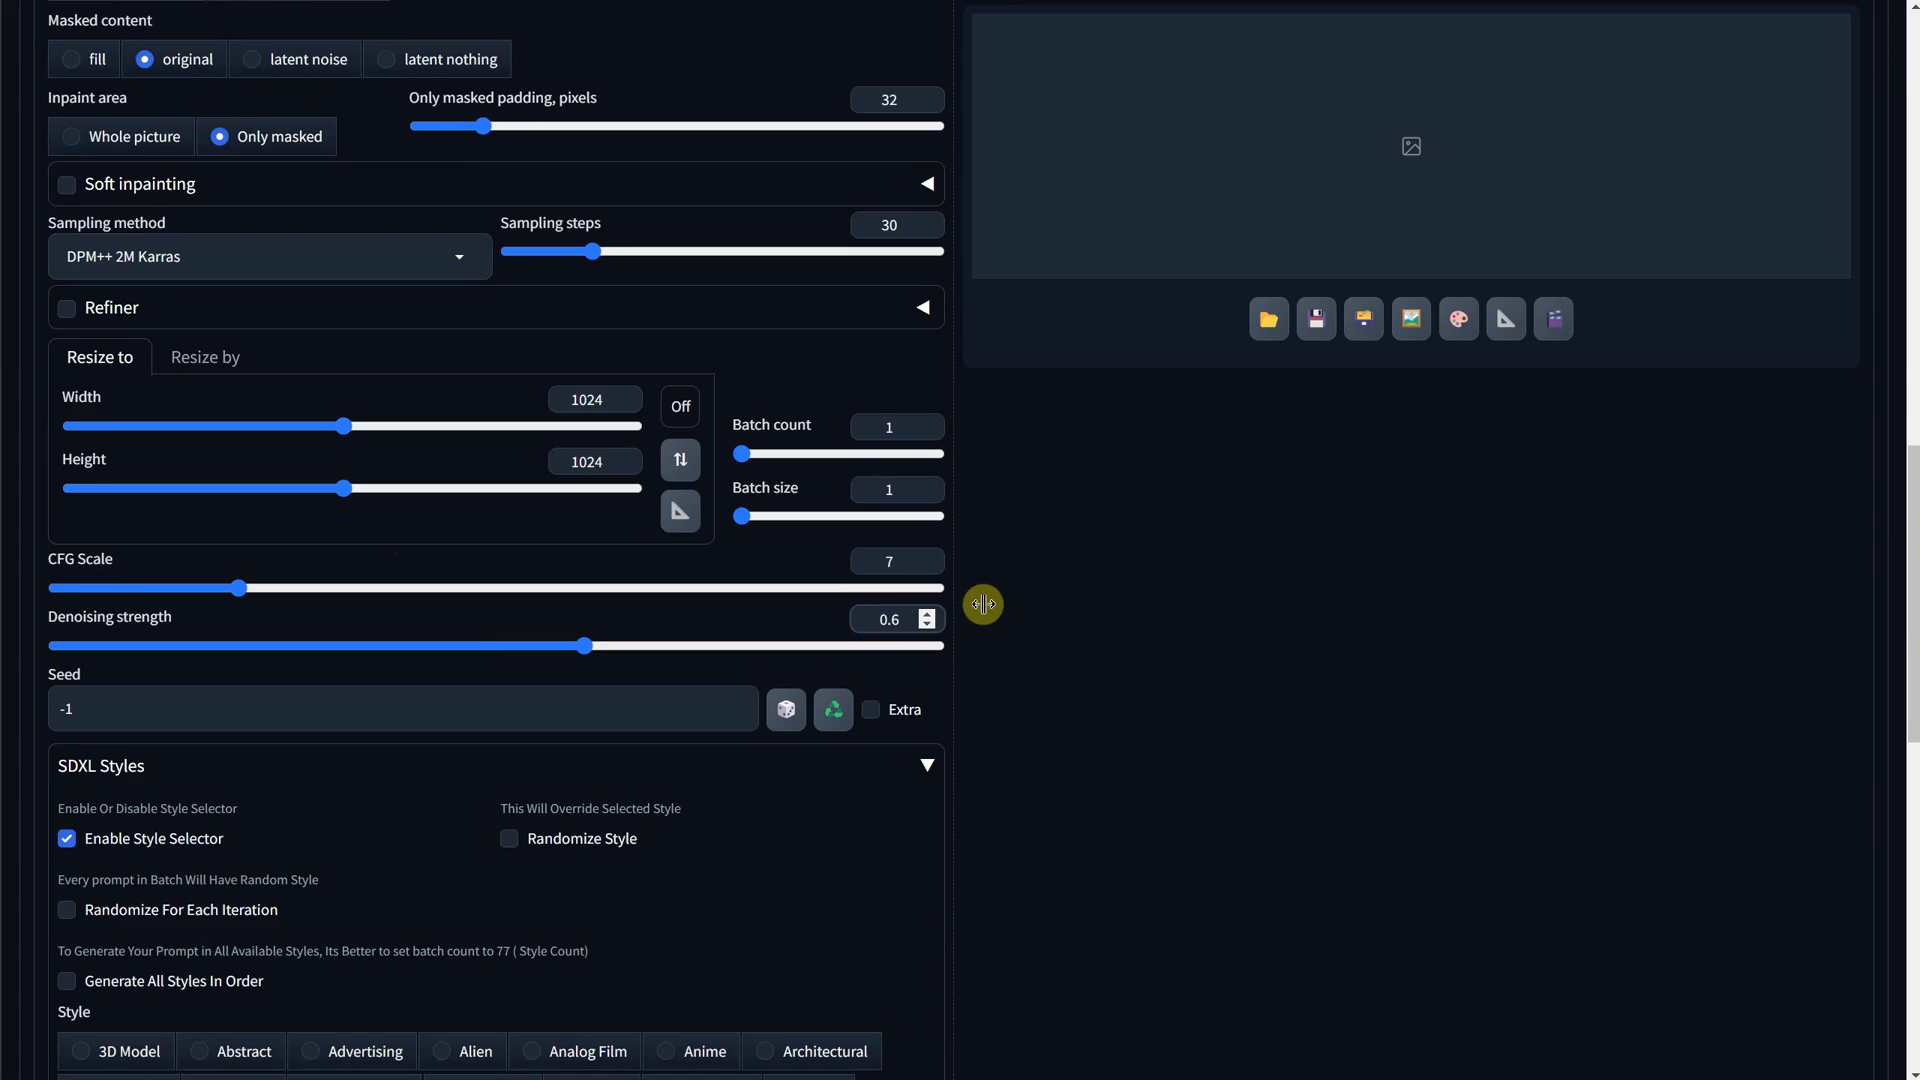 Masked content
fill original latent noise latent nothing
Inpaint area
Only masked padding, pixels 32
Whole picture Only masked
Soft inpainting
Sampling method
Sampling steps 30
DPM++ 2M Karras
Refiner
Resize to Resize by
Width 1024
Off
Height 1024
Batch count 1
Batch size 1
CFG Scale 7
Denoising strength 0.6
Seed
-1
Extra
SDXL Styles
Enable Or Disable Style Selector
This Will Override Selected Style
Enable Style Selector
Randomize Style
Every prompt in Batch Will Have Random Style
Randomize For Each Iteration
To Generate Your Prompt in All Available Styles, Its Better to set batch count to 77 ( Style Count)
Generate All Styles In Order
Style
3D Model Abstract Advertising Alien Analog Film Anime Architectural